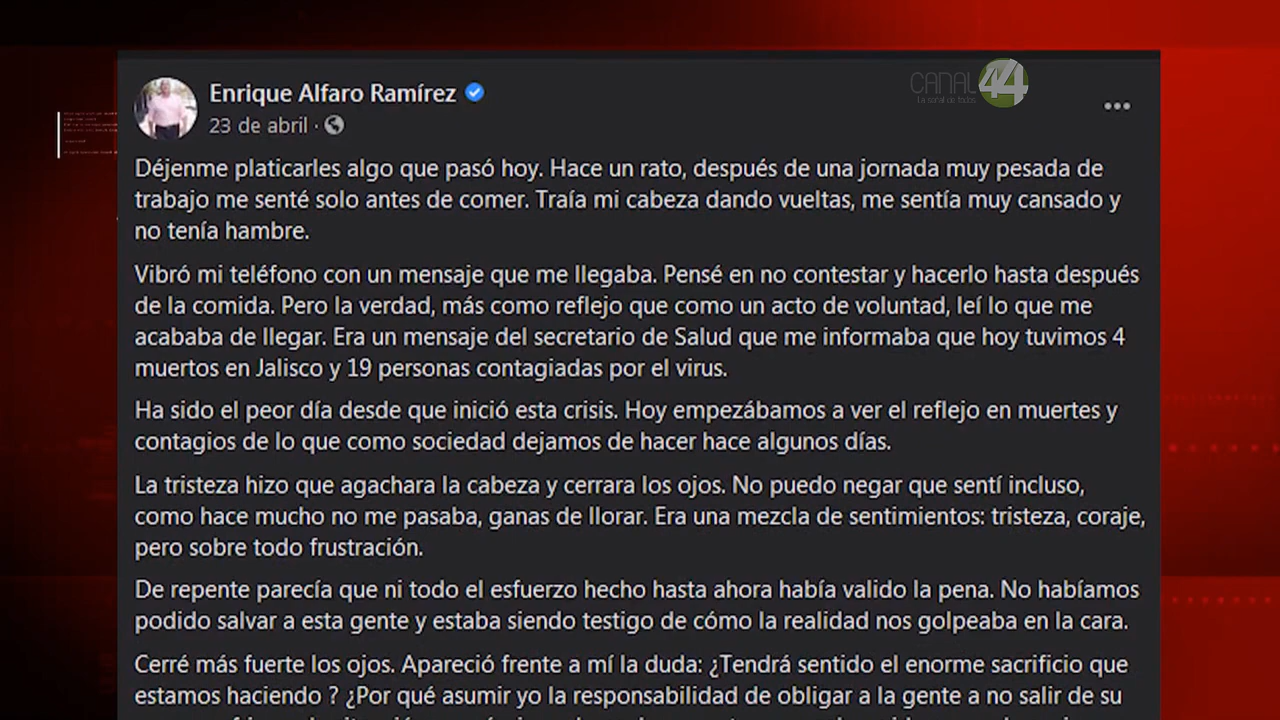 CANAL 44
La señal de todos
Enrique Alfaro Ramírez
23 de abril ·
Déjenme platicarles algo que pasó hoy. Hace un rato, después de una jornada muy pesada de
trabajo me senté solo antes de comer. Traía mi cabeza dando vueltas, me sentía muy cansado y
no tenía hambre.
Vibró mi teléfono con un mensaje que me llegaba. Pensé en no contestar y hacerlo hasta después
de la comida. Pero la verdad, más como reflejo que como un acto de voluntad, leí lo que me
acababa de llegar. Era un mensaje del secretario de Salud que me informaba que hoy tuvimos 4
muertos en Jalisco y 19 personas contagiadas por el virus.
Ha sido el peor día desde que inició esta crisis. Hoy empezábamos a ver el reflejo en muertes y
contagios de lo que como sociedad dejamos de hacer hace algunos días.
La tristeza hizo que agachara la cabeza y cerrara los ojos. No puedo negar que sentí incluso,
como hace mucho no me pasaba, ganas de llorar. Era una mezcla de sentimientos: tristeza, coraje,
pero sobre todo frustración.
De repente parecía que ni todo el esfuerzo hecho hasta ahora había valido la pena. No habíamos
podido salvar a esta gente y estaba siendo testigo de cómo la realidad nos golpeaba en la cara.
Cerré más fuerte los ojos. Apareció frente a mí la duda: ¿Tendrá sentido el enorme sacrificio que
estamos haciendo ? ¿Por qué asumir yo la responsabilidad de obligar a la gente a no salir de su